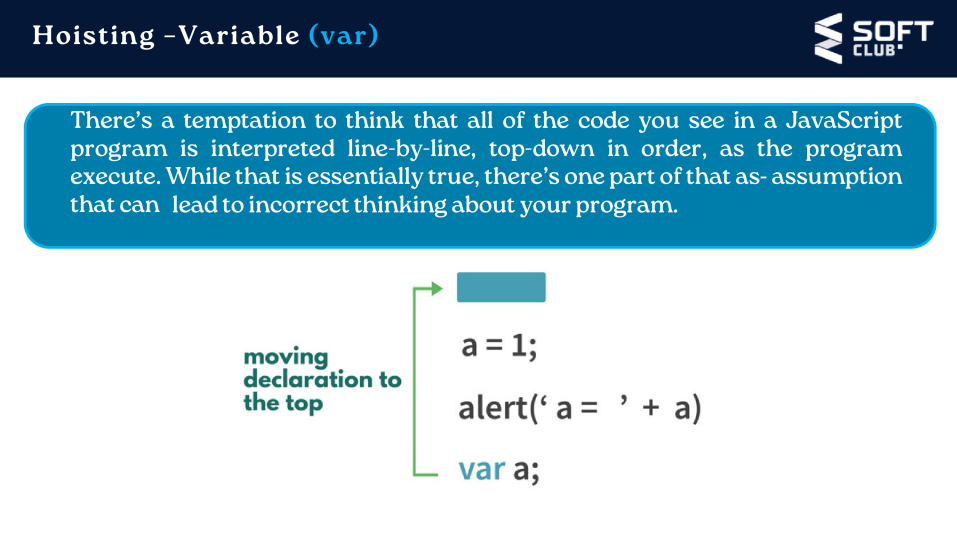 Hoisting –Variable (var)
SOFT
CLUB
There's a temptation to think that all of the code you see in a JavaScript
program is interpreted line-by-line, top-down in order, as the program
execute. While that is essentially true, there's one part of that as- assumption
that can lead to incorrect thinking about your program.
a = 1;
moving
declaration to
the top
alert(‘ a = ’ + a)
var a;